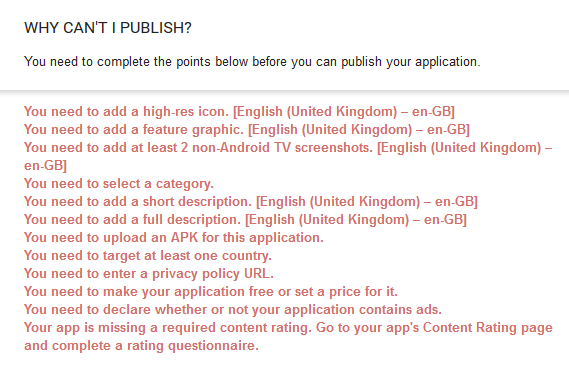 WHY CAN'T I PUBLISH?
You need to complete the points below before you can publish your application.
You need to add a high-res icon. [English (United Kingdom) – en-GB]
You need to add a feature graphic. [English (United Kingdom) – en-GB]
You need to add at least 2 non-Android TV screenshots. [English (United Kingdom) –
en-GB]
You need to select a category.
You need to add a short description. [English (United Kingdom) – en-GB]
You need to add a full description. [English (United Kingdom) – en-GB]
You need to upload an APK for this application.
You need to target at least one country.
You need to enter a privacy policy URL.
You need to make your application free or set a price for it.
You need to declare whether or not your application contains ads.
Your app is missing a required content rating. Go to your app's Content Rating page
and complete a rating questionnaire.